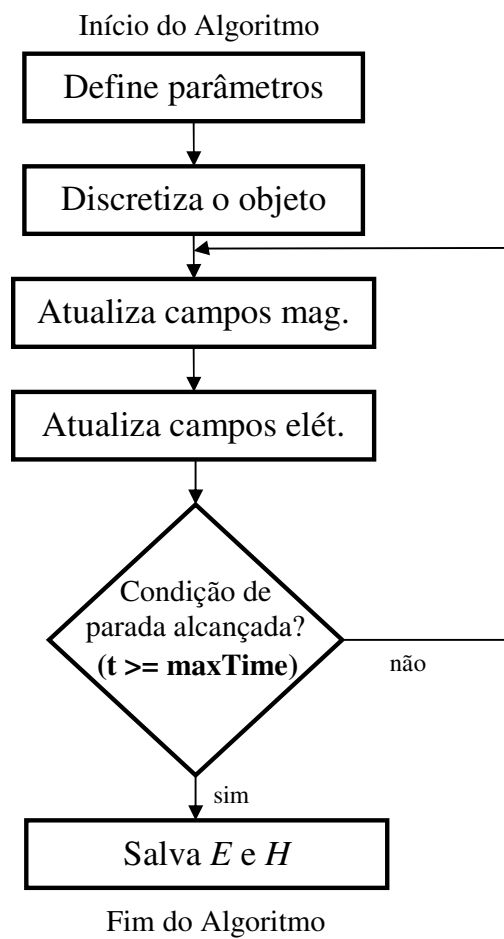 Início do Algoritmo
Define parâmetros
Discretiza o objeto
Atualiza campos mag.
Atualiza campos elét.
Condição de
parada alcançada?
(t >= maxTime)
não
sim
Salva E e H
Fim do Algoritmo